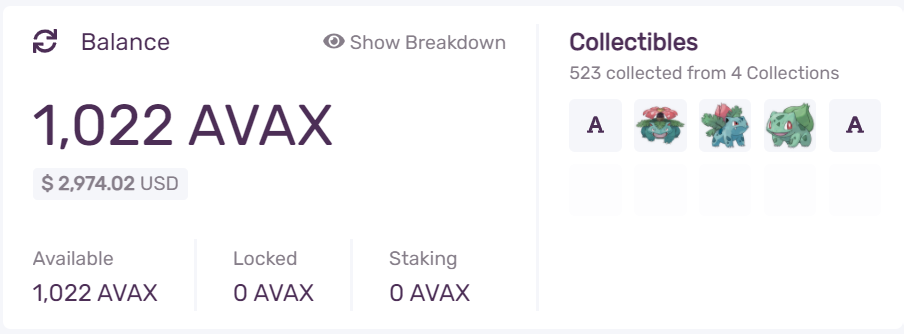 Balance
Show Breakdown
1,022 AVAX
$ 2,974.02 USD
Available
Locked
Staking
1,022 AVAX
0 AVAX
0 AVAX
Collectibles
523 collected from 4 Collections
A
A